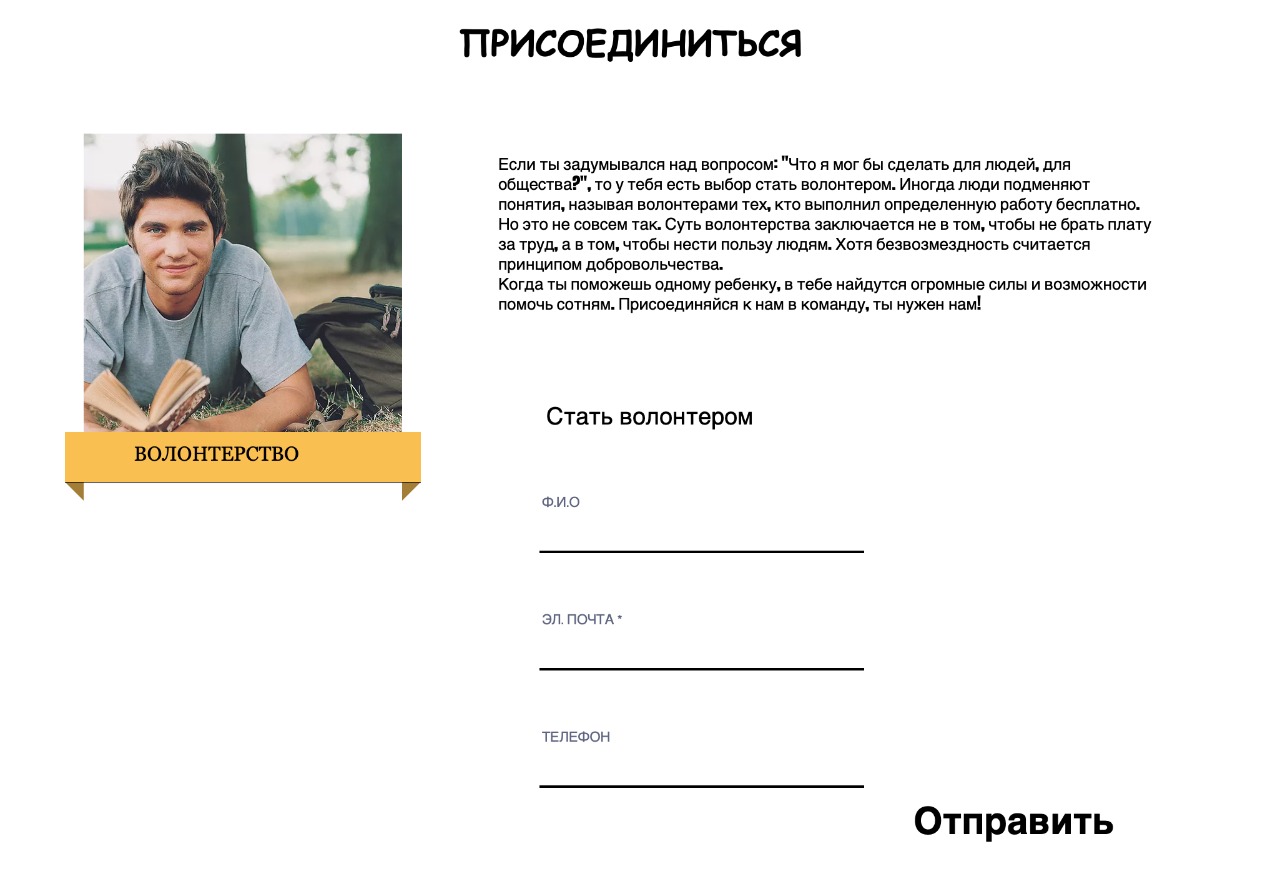 ПРИСОЕДИНИТЬСЯ
Если ты задумывался над вопросом: "Что я мог бы сделать для людей, для
общества?", то у тебя есть выбор стать волонтером. Иногда люди подменяют
понятия, называя волонтерами тех, кто выполнил определенную работу бесплатно.
Но это не совсем так. Суть волонтерства заключается не в том, чтобы не брать плату
за труд, а в том, чтобы нести пользу людям. Хотя безвозмездность считается
принципом добровольчества.
Когда ты поможешь одному ребенку, в тебе найдутся огромные силы и возможности
помочь сотням. Присоединяйся к нам в команду, ты нужен нам!
ВОЛОНТЕРСТВО
Стать волонтером
Ф.И.О
ЭЛ. ПОЧТА *
ТЕЛЕФОН
Отправить